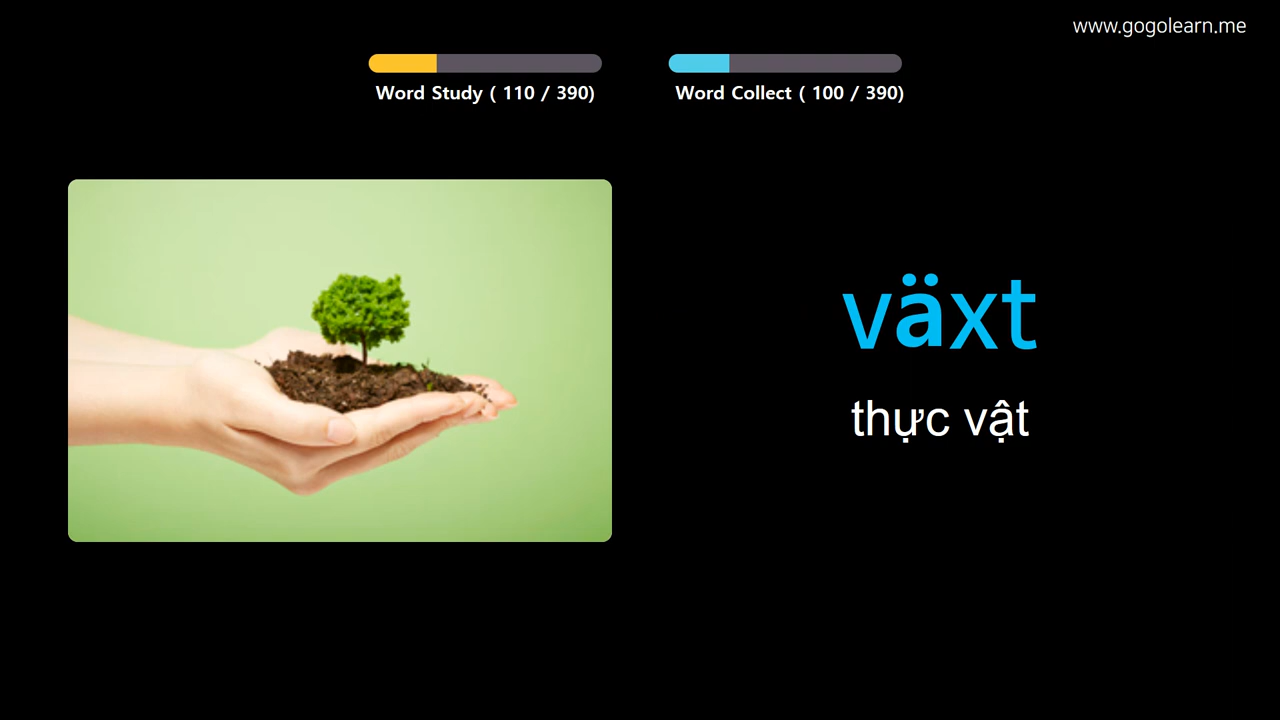 www.gogolearn.me
Word Study ( 110 / 390)
Word Collect ( 100 / 390)
växt
thực vật